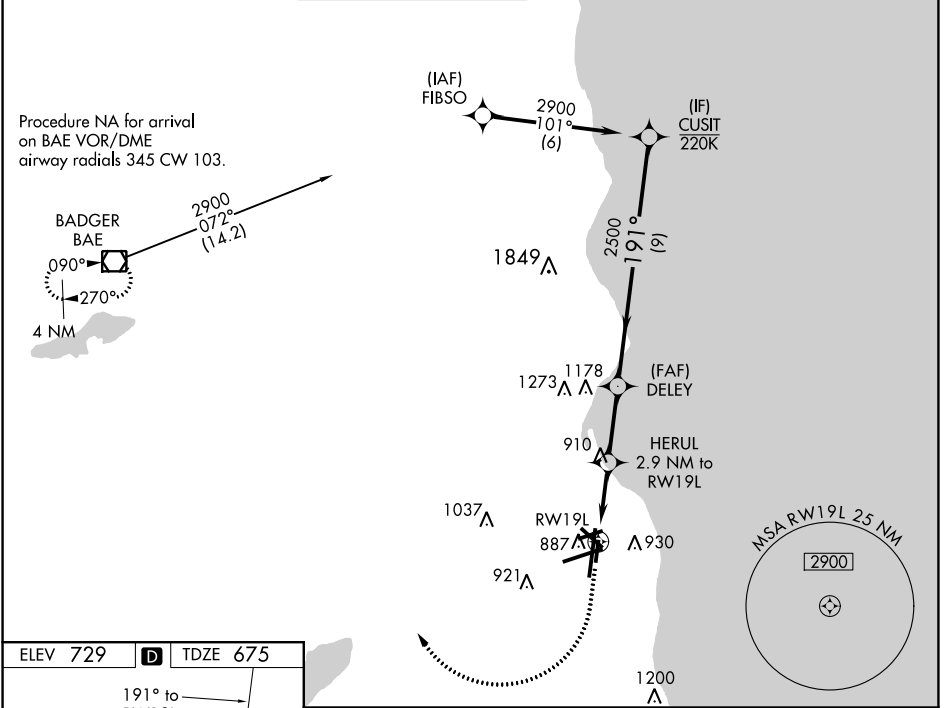 (IAF)
FIBSO
2900
101°
(6)
(IF)
CUSIT
220K
Procedure NA for arrival
on BAE VOR/DME
airway radials 345 CW 103.
2900
072°
(14.2)
BADGER
BAE
090°
270°
4 NM
2500
191°
(9)
1849
1273
1178
(FAF)
DELEY
910
HERUL
2.9 NM to
RW19L
1037
RW19L
887
930
921
MSA RW19L 25 NM
2900
1200
ELEV 729
D
TDZE 675
191° to